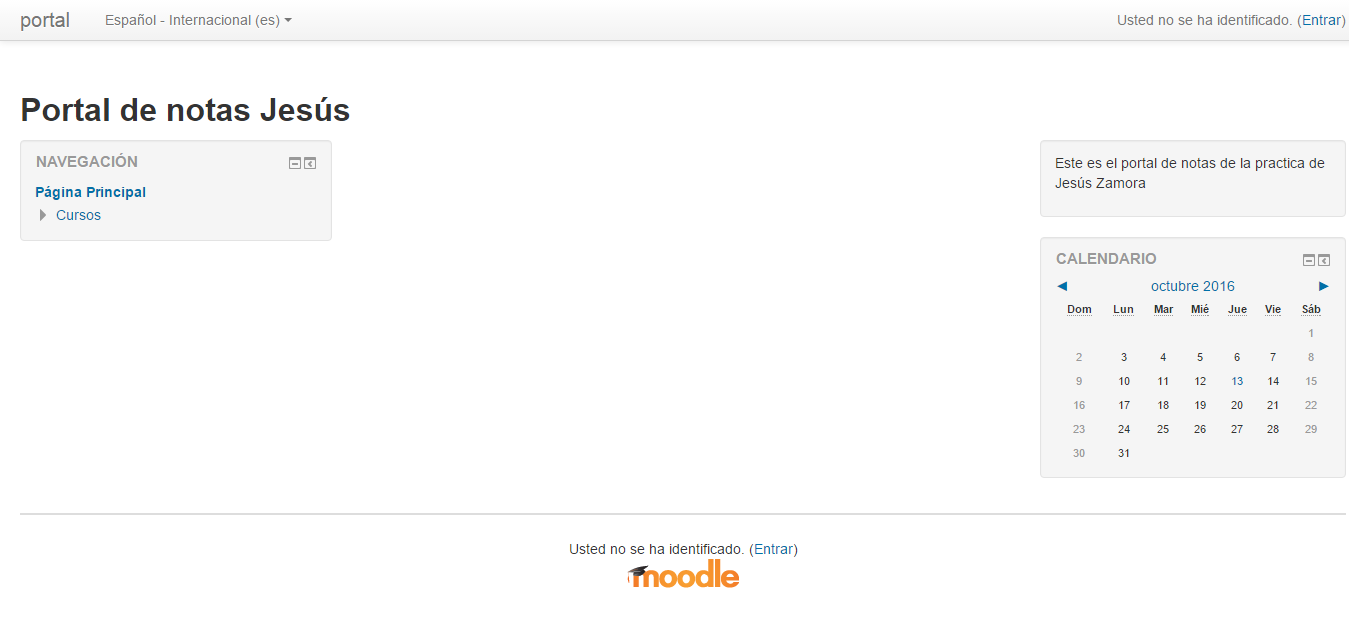 portal
Español - Internacional (es)
Usted no se ha identificado. (Entrar)
Portal de notas Jesús
NAVEGACIÓN
Página Principal
Cursos
Este es el portal de notas de la practica de
Jesús Zamora
CALENDARIO
octubre 2016
Dom Lun Mar Mié Jue Vie Sáb
1
2 3 4 5 6 7 8
9 10 11 12 13 14 15
16 17 18 19 20 21 22
23 24 25 26 27 28 29
30 31
Usted no se ha identificado. (Entrar)
moodle